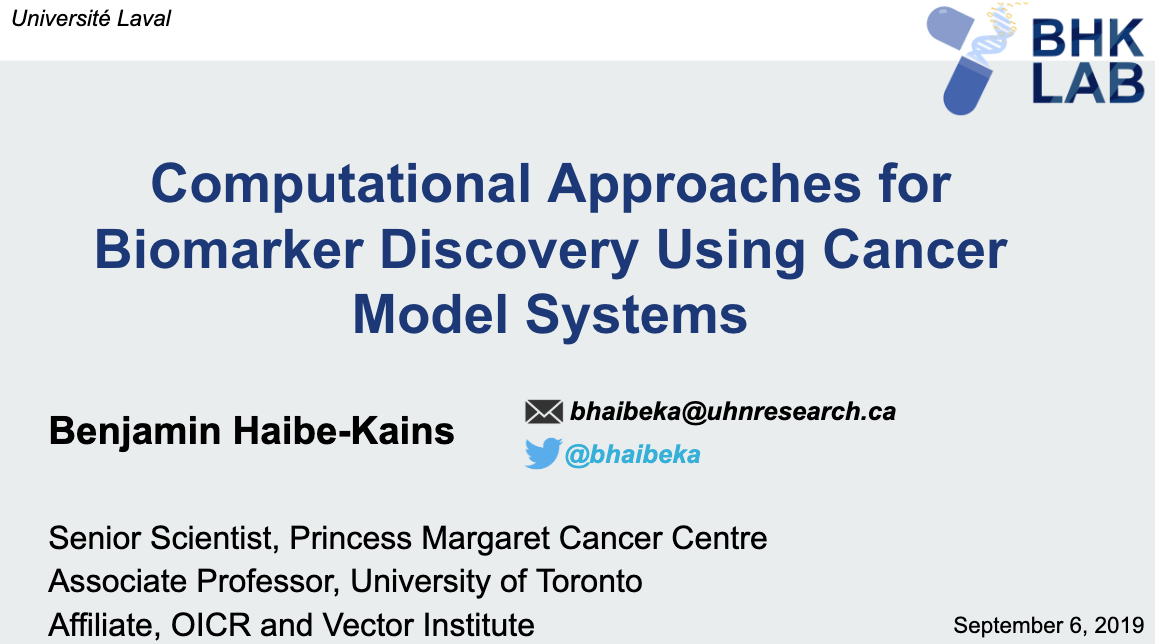 Université Laval
BHK
LAB
Computational Approaches for
Biomarker Discovery Using Cancer
Model Systems
Benjamin Haibe-Kains
bhaibeka@uhnresearch.ca
@bhaibeka
Senior Scientist, Princess Margaret Cancer Centre
Associate Professor, University of Toronto
Affiliate, OICR and Vector Institute
September 6, 2019